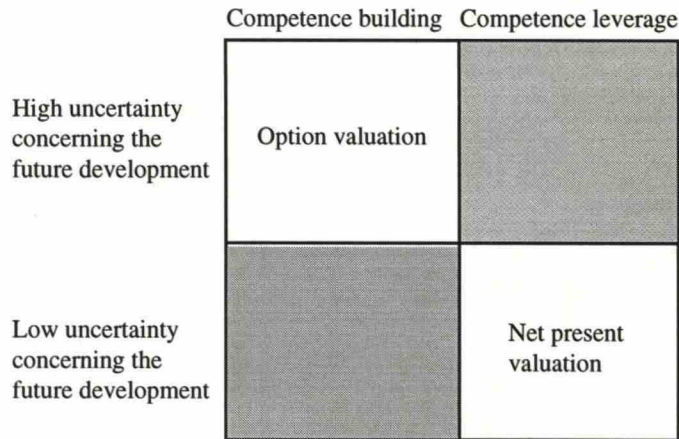 Competence building Competence leverage
High uncertainty
concerning the
future development
Option valuation
Low uncertainty
concerning the
future development
Net present
valuation